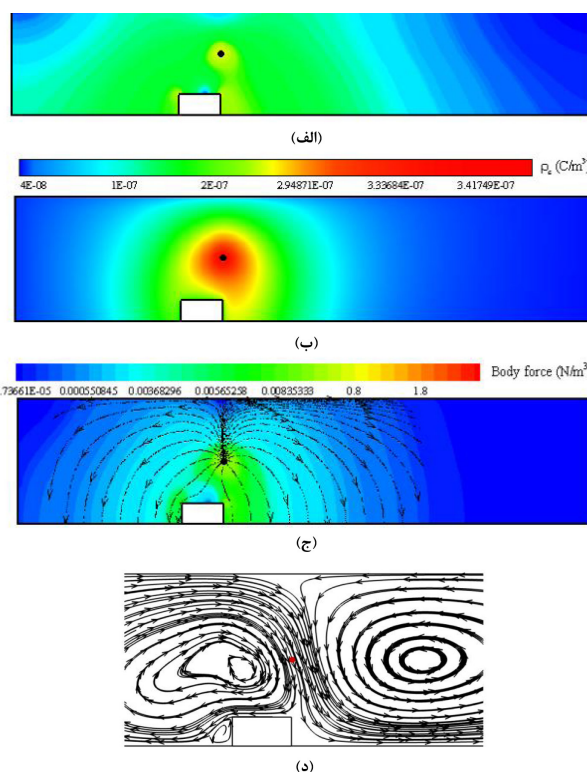 (الف)
ρₑ (C/m³)
4E-08 1E-07 2E-07 2.94871E-07 3.33684E-07 3.41749E-07
(ب)
Body force (N/m³
.73661E-05 0.000550845 0.00368296 0.00565258 0.00835333 0.8 1.8
(ج)
(د)